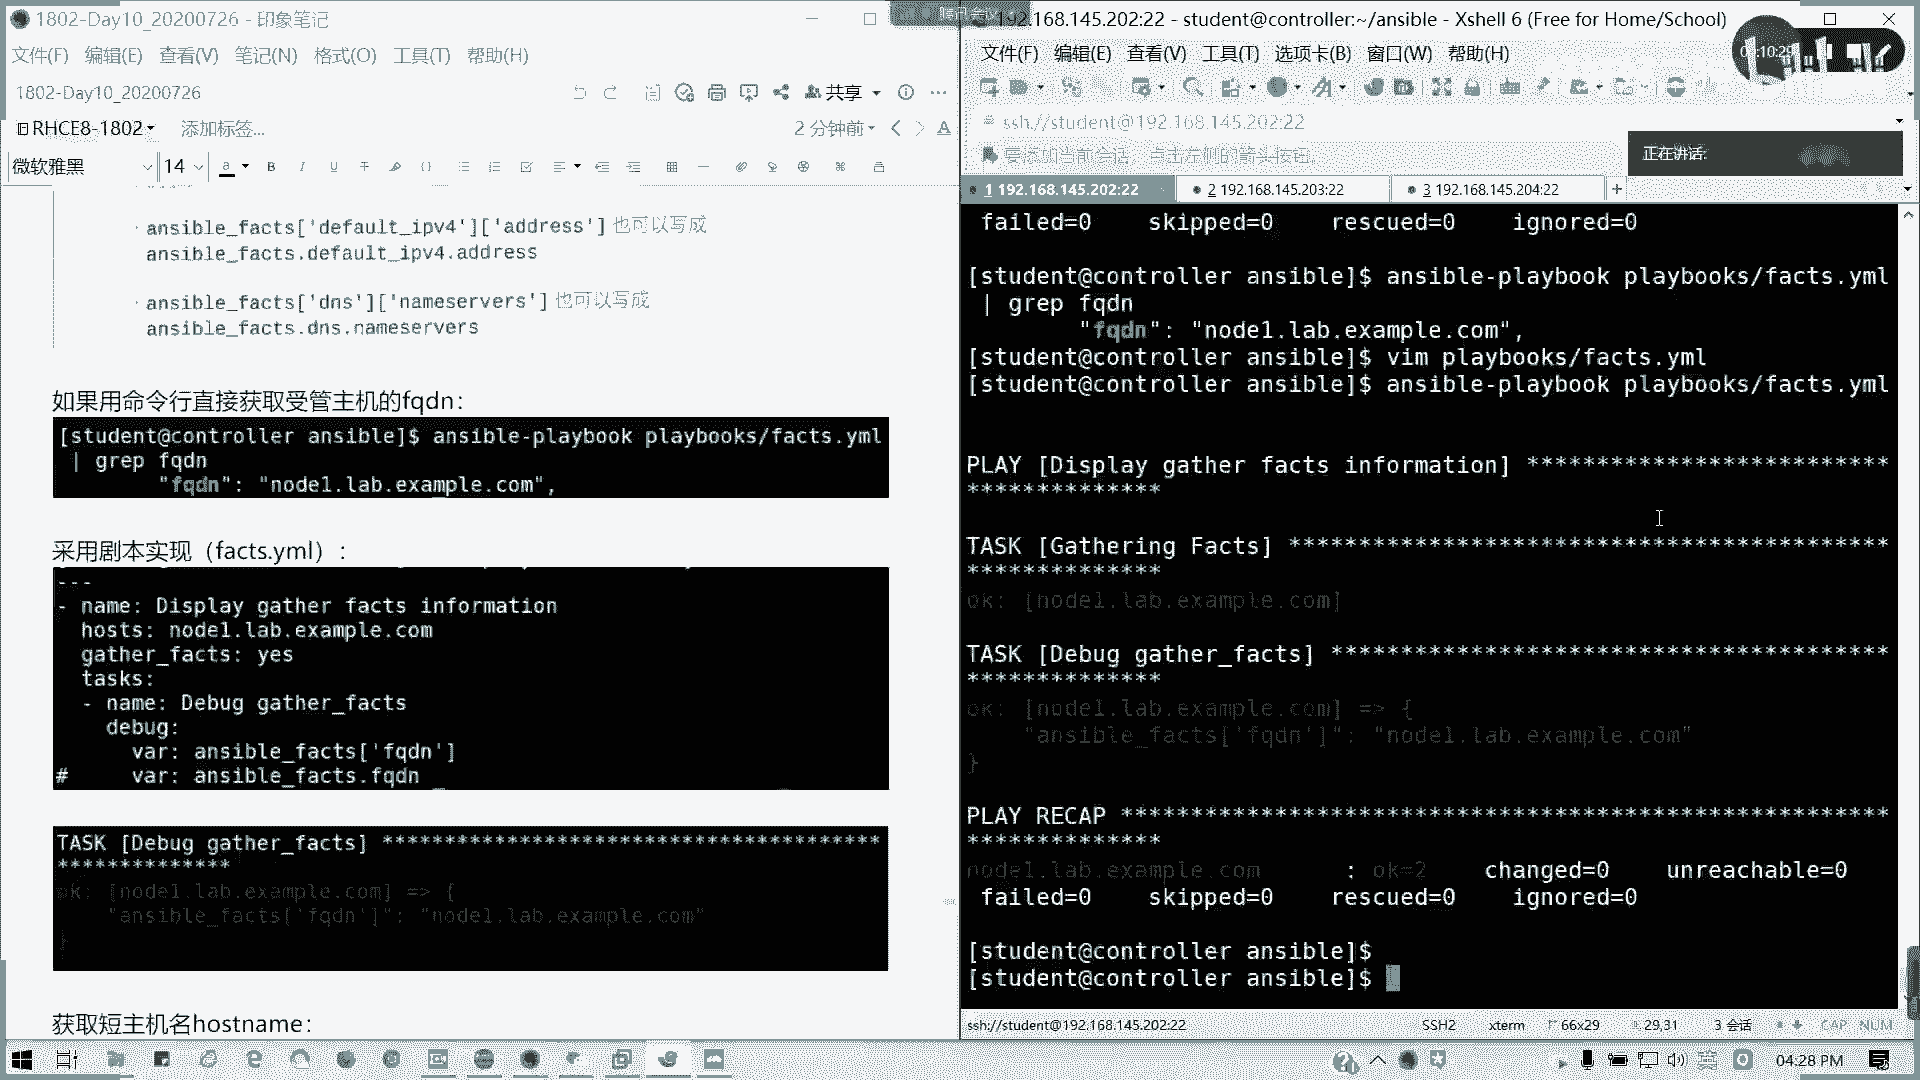 1802-Day10_20200726 - 印象笔记
文件(F) 编辑(E) 查看(V) 笔记(N) 格式(O) 工具(T) 帮助(H)
1802-Day10_20200726
共享
RHCE8-1802
添加标签...
2 分钟前
微软雅黑
14
ansible_facts['default_ipv4']['address'] 也可以写成
ansible_facts.default_ipv4.address
ansible_facts['dns']['nameservers'] 也可以写成
ansible_facts.dns.nameservers
如果用命令行直接获取受管主机的fqdn：
[student@controller ansible]$ ansible-playbook playbooks/facts.yml
| grep fqdn
"fqdn": "node1.lab.example.com",
采用剧本实现（facts.yml）：
---
- name: Display gather facts information
hosts: node1.lab.example.com
gather_facts: yes
tasks:
- name: Debug gather_facts
debug:
var: ansible_facts['fqdn']
#      var: ansible_facts.fqdn
TASK [Debug gather_facts] ****************************************
**************
ok: [node1.lab.example.com] => {
"ansible_facts['fqdn']": "node1.lab.example.com"
}
获取短主机名hostname：
192.168.145.202:22 - student@controller:~/ansible - Xshell 6 (Free for Home/School)
文件(F) 编辑(E) 查看(V) 工具(T) 选项卡(B) 窗口(W) 帮助(H)
ssh://student@192.168.145.202:22
要添加当前会话，点击左侧的箭头按钮。
正在讲话:
1 192.168.145.202:22
2 192.168.145.203:22
3 192.168.145.204:22
failed=0    skipped=0    rescued=0    ignored=0
[student@controller ansible]$ ansible-playbook playbooks/facts.yml
| grep fqdn
"fqdn": "node1.lab.example.com",
[student@controller ansible]$ vim playbooks/facts.yml
[student@controller ansible]$ ansible-playbook playbooks/facts.yml
PLAY [Display gather facts information] **************************
**************
TASK [Gathering Facts] *******************************************
**************
ok: [node1.lab.example.com]
TASK [Debug gather_facts] ****************************************
**************
ok: [node1.lab.example.com] => {
"ansible_facts['fqdn']": "node1.lab.example.com"
}
PLAY RECAP *******************************************************
**************
node1.lab.example.com      : ok=2    changed=0    unreachable=0
failed=0    skipped=0    rescued=0    ignored=0
[student@controller ansible]$
[student@controller ansible]$
ssh://student@192.168.145.202:22
SSH2
xterm
66x29
29,31
3 会话
CAP NUM
英
04:28 PM